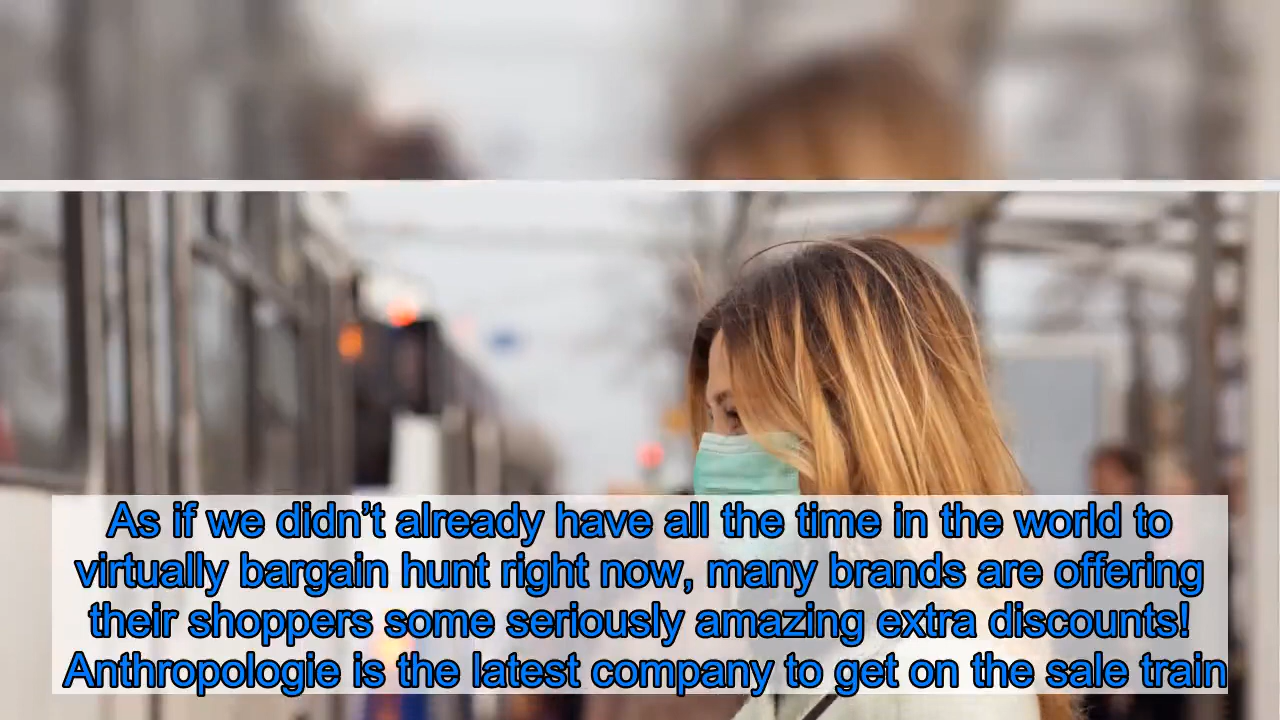 As if we didn’t already have all the time in the world to
virtually bargain hunt right now, many brands are offering
their shoppers some seriously amazing extra discounts!
Anthropologie is the latest company to get on the sale train